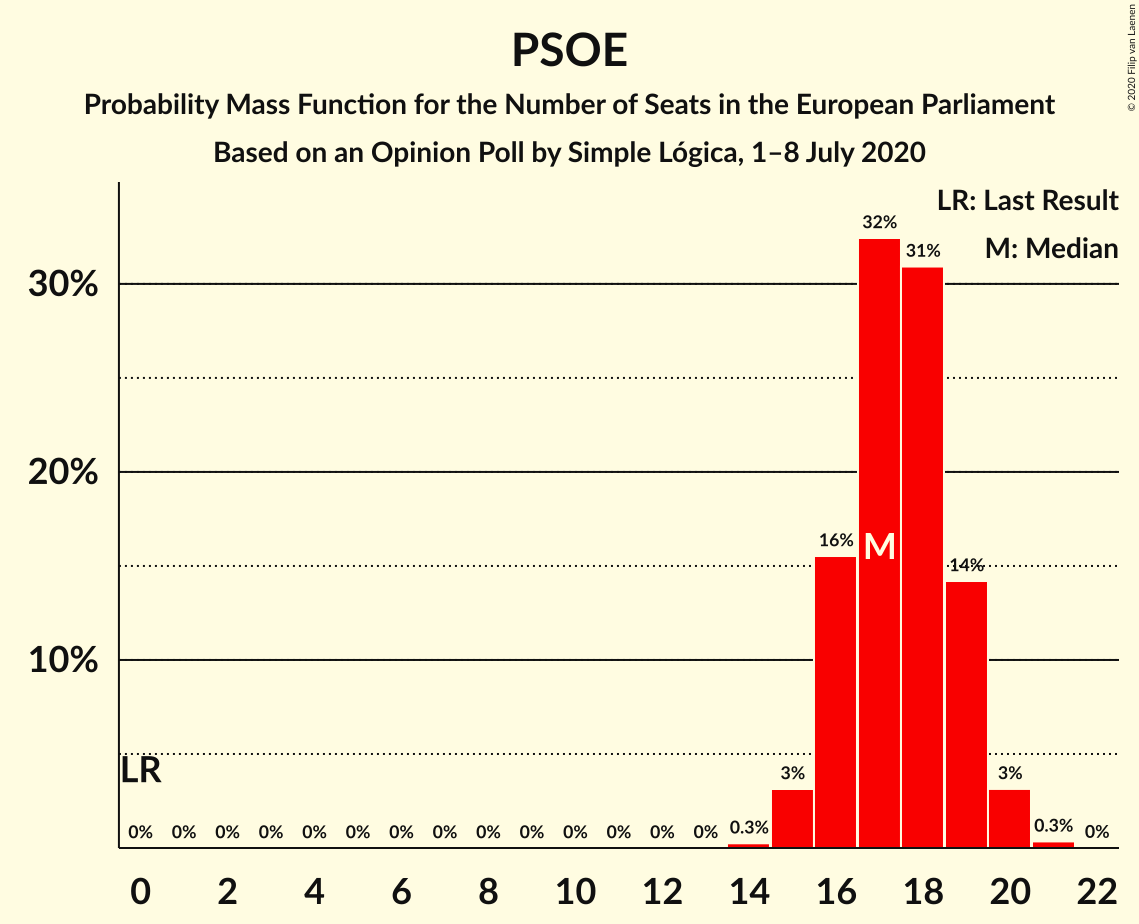 PSOE
Probability Mass Function for the Number of Seats in the European Parliament
Based on an Opinion Poll by Simple Lógica, 1–8 July 2020
© 2020 Filip van Laenen
LR: Last Result
M: Median
30%
20%
10%
32%
31%
16%
M
14%
LR
3%
3%
0% 0% 0% 0% 0% 0% 0% 0% 0% 0% 0% 0% 0% 0% 0.3% 0.3% 0%
0 2 4 6 8 10 12 14 16 18 20 22